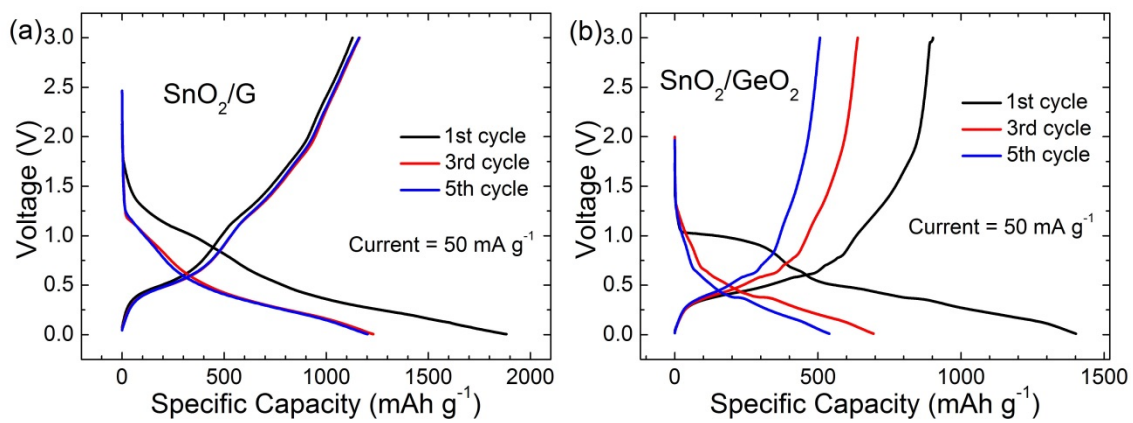 (a)
3.0
2.5
2.0
1.5
1.0
0.5
0.0
Voltage (V)
SnO₂/G
1st cycle
3rd cycle
5th cycle
Current = 50 mA g⁻¹
0 500 1000 1500 2000
Specific Capacity (mAh g⁻¹)
(b)
3.0
2.5
2.0
1.5
1.0
0.5
0.0
Voltage (V)
SnO₂/GeO₂
1st cycle
3rd cycle
5th cycle
Current = 50 mA g⁻¹
0 500 1000 1500
Specific Capacity (mAh g⁻¹)